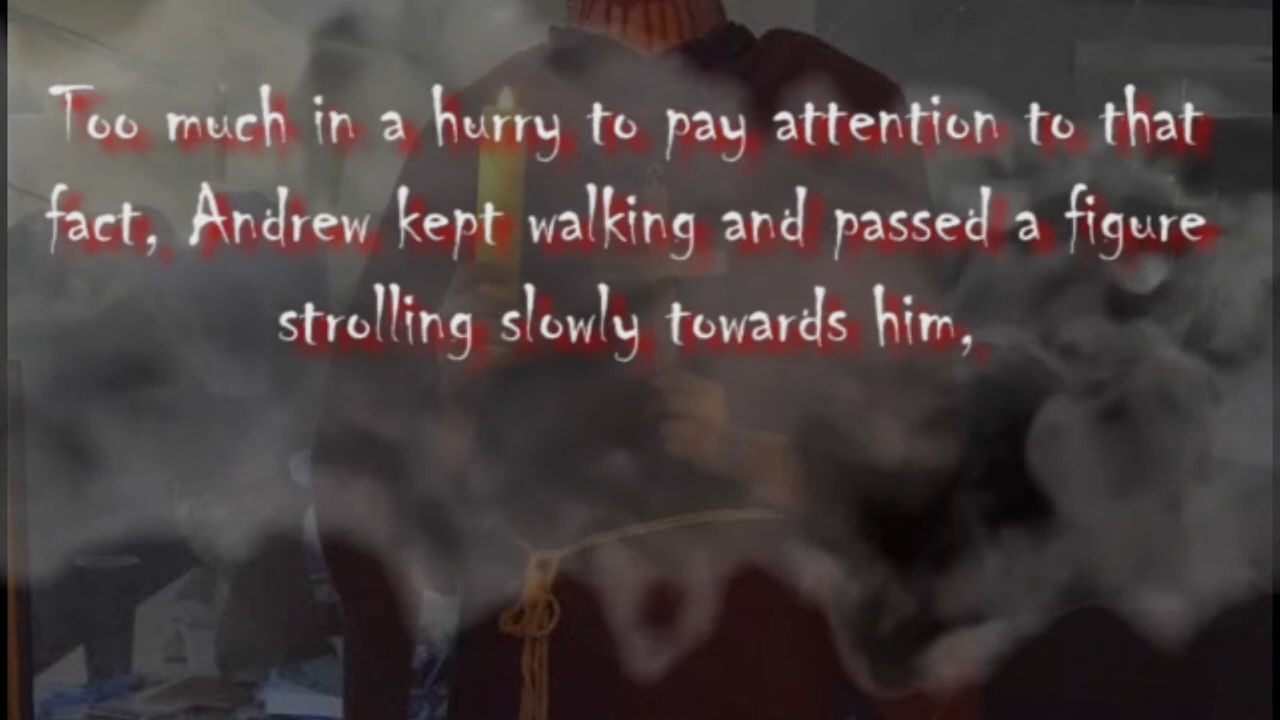 Too much in a hurry to pay attention to that
fact, Andrew kept walking and passed a figure
strolling slowly towards him,